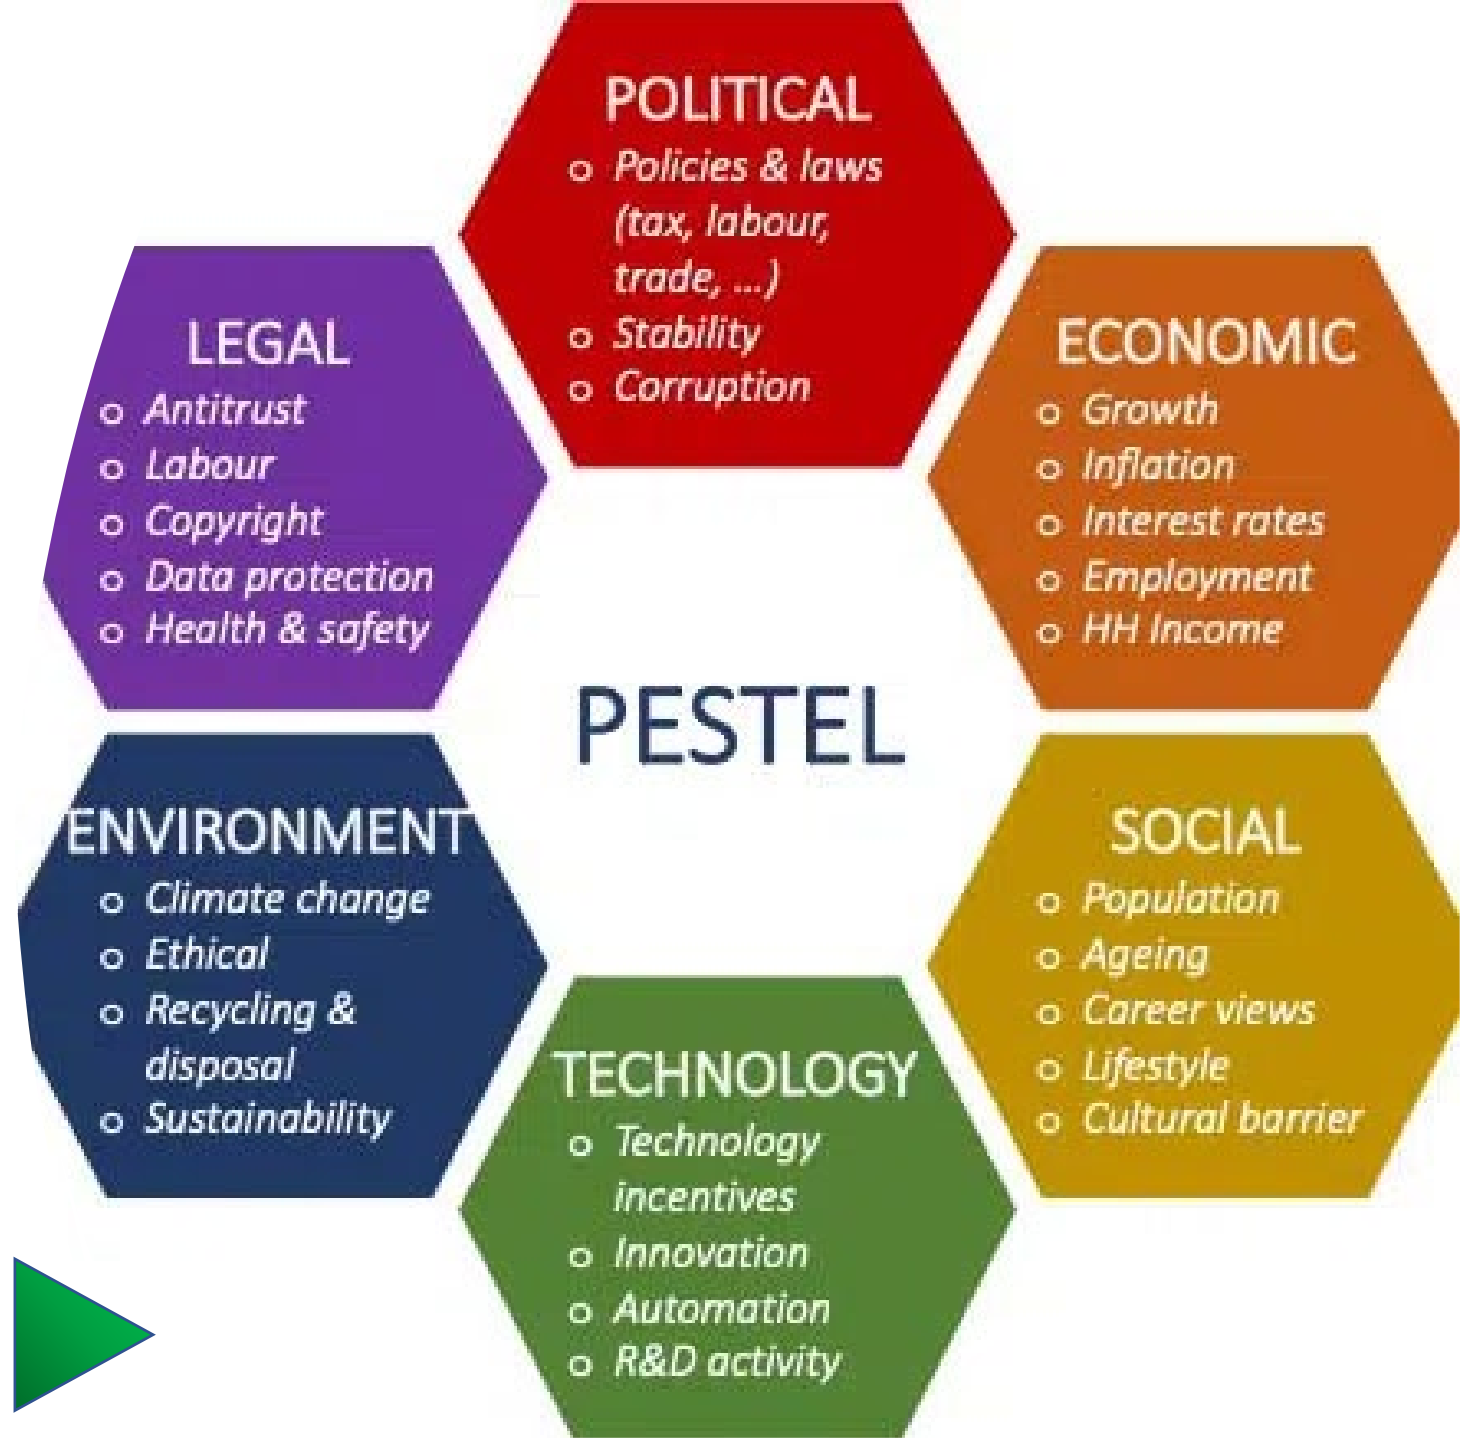 POLITICAL
o Policies & laws
(tax, labour,
trade, ...)
o Stability
o Corruption
ECONOMIC
o Growth
o Inflation
o Interest rates
o Employment
o HH Income
SOCIAL
o Population
o Ageing
o Career views
o Lifestyle
o Cultural barrier
TECHNOLOGY
o Technology
incentives
o Innovation
o Automation
o R&D activity
ENVIRONMENT
o Climate change
o Ethical
o Recycling &
disposal
o Sustainability
LEGAL
o Antitrust
o Labour
o Copyright
o Data protection
o Health & safety
PESTEL